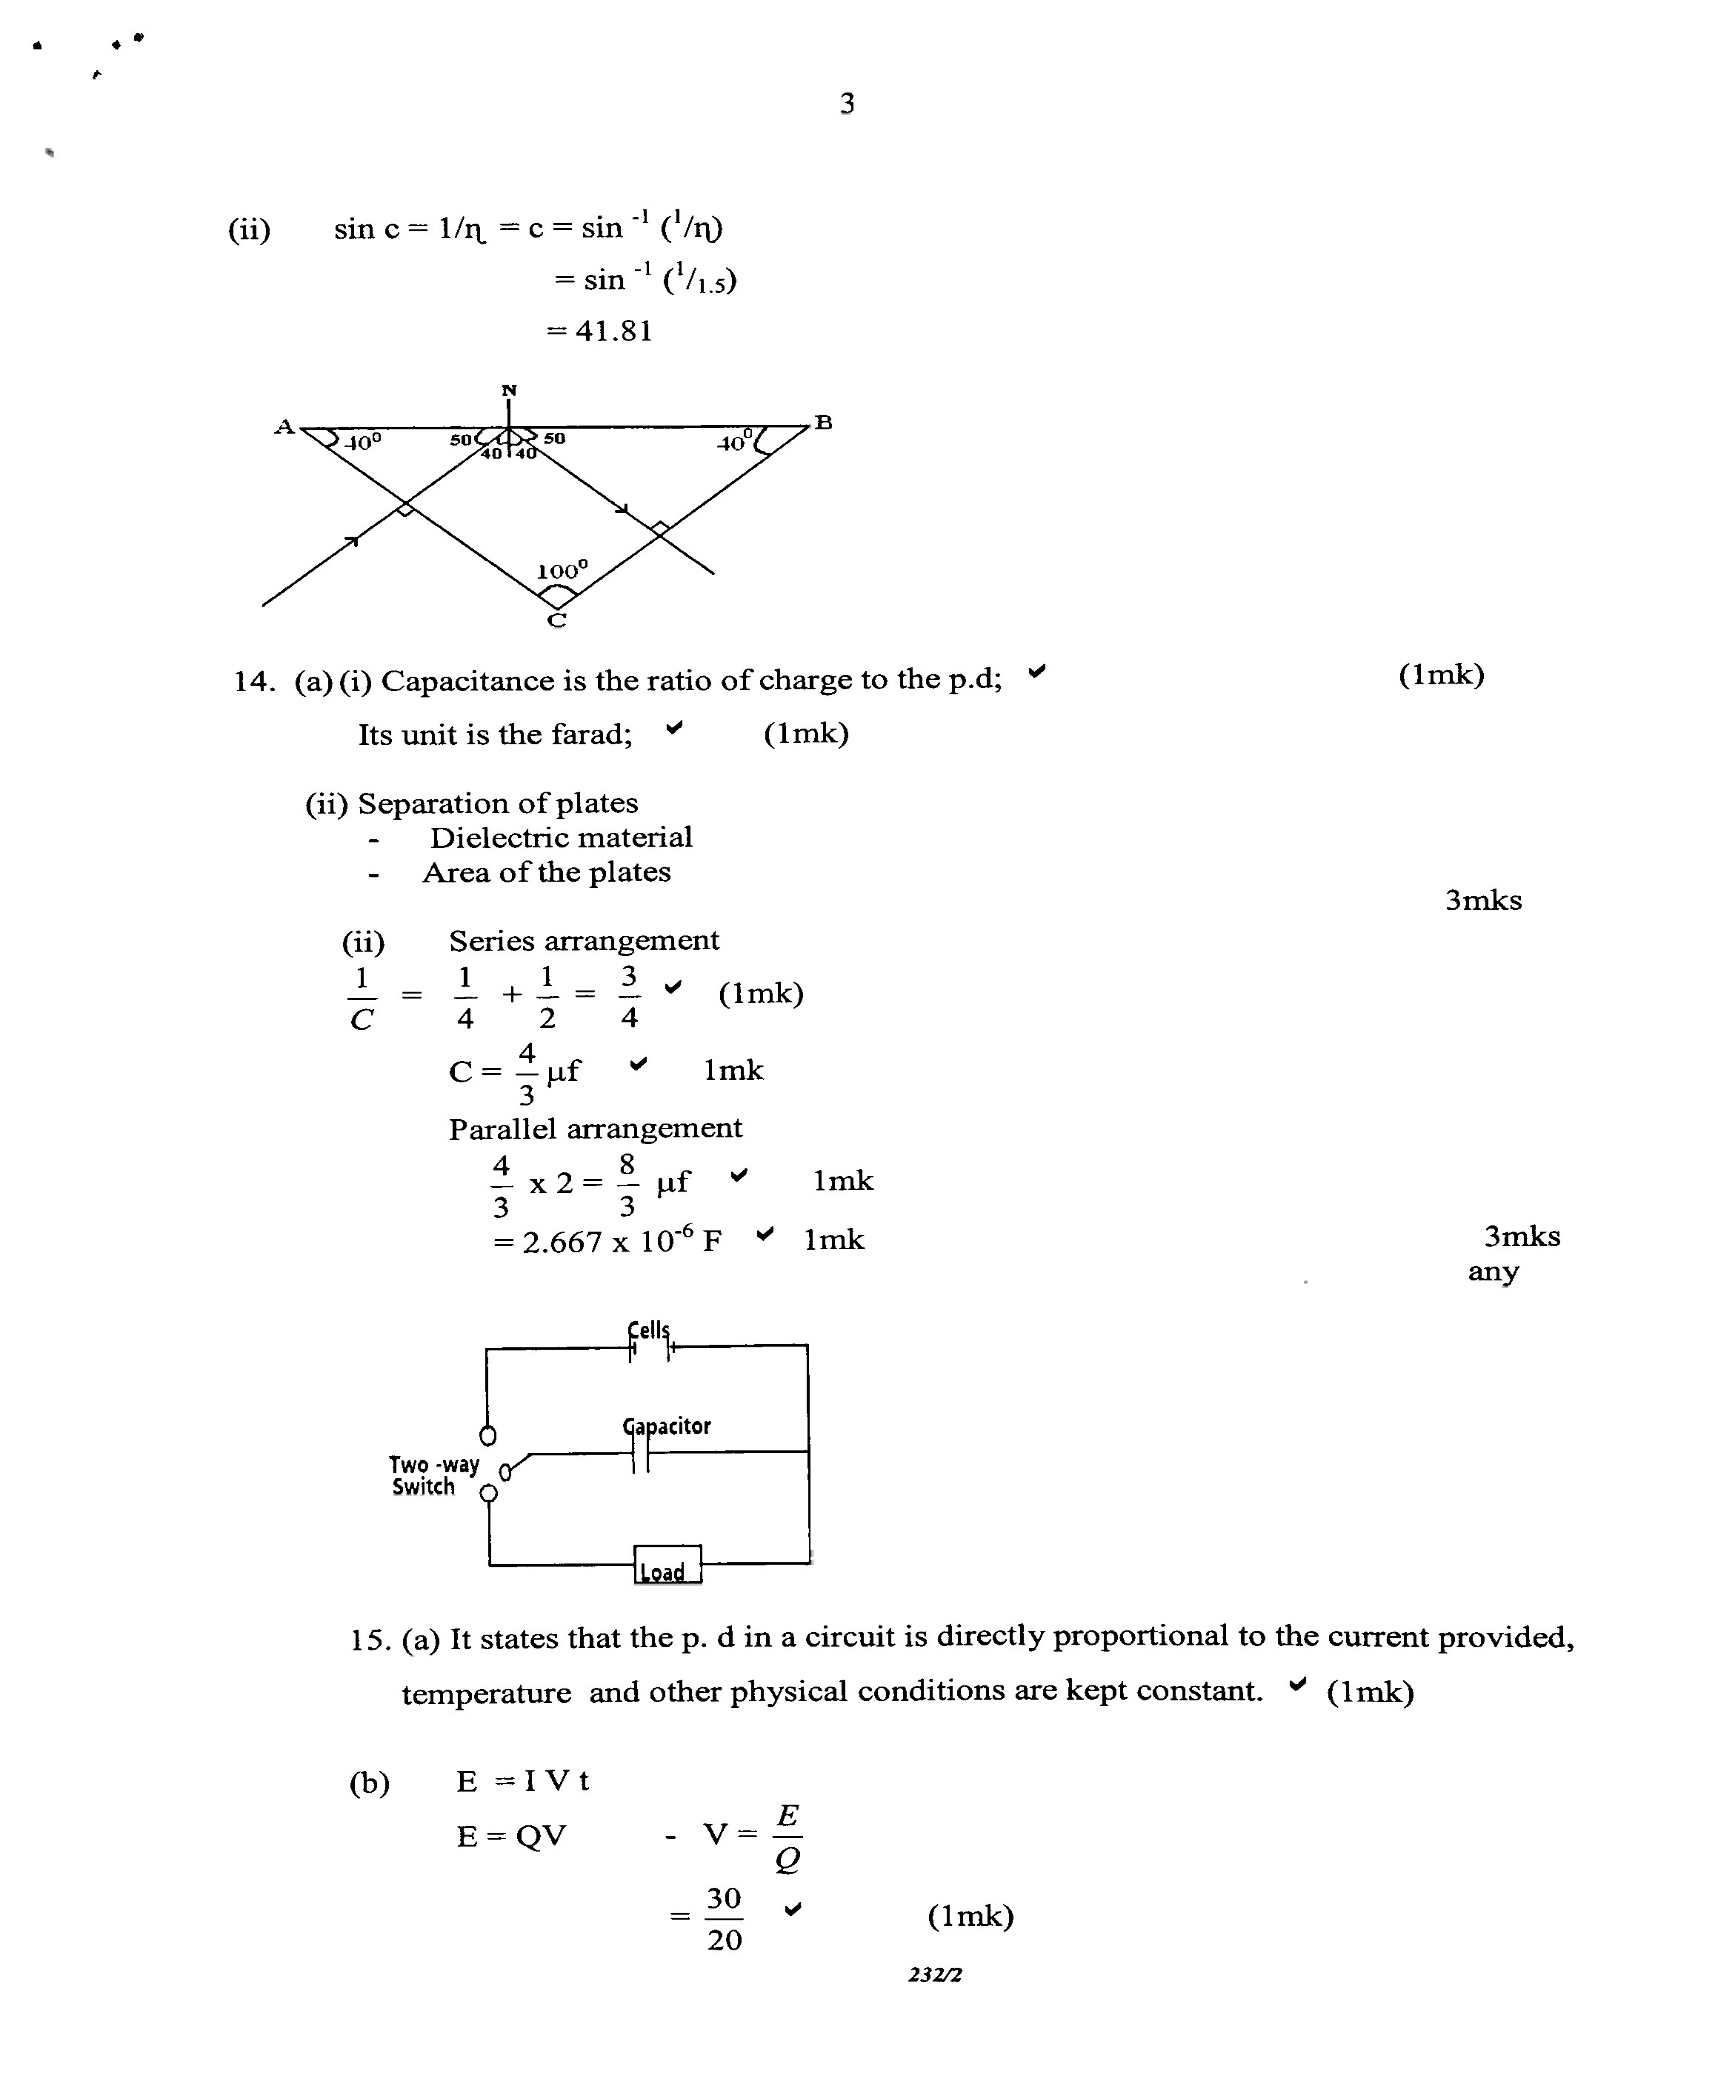 3
(ii) sin c = 1/η = c = sin ⁻¹ (¹/η)
= sin ⁻¹ (¹/1.5)
= 41.81
N
A 40⁰ 50 50 40⁰ B
40 40
100⁰
C
14. (a) (i) Capacitance is the ratio of charge to the p.d; ✔ (1mk)
Its unit is the farad; ✔ (1mk)
(ii) Separation of plates
- Dielectric material
- Area of the plates
3mks
(ii) Series arrangement
1/C = 1/4 + 1/2 = 3/4 ✔ (1mk)
C = 4/3 μf ✔ 1mk
Parallel arrangement
4/3 x 2 = 8/3 μf ✔ 1mk
= 2.667 x 10⁻⁶ F ✔ 1mk 3mks
any
Cells
Capacitor
Two -way
Switch
Load
15. (a) It states that the p. d in a circuit is directly proportional to the current provided,
temperature and other physical conditions are kept constant. ✔ (1mk)
(b) E = I V t
E = QV - V = E/Q
= 30/20 ✔ (1mk)
232/2